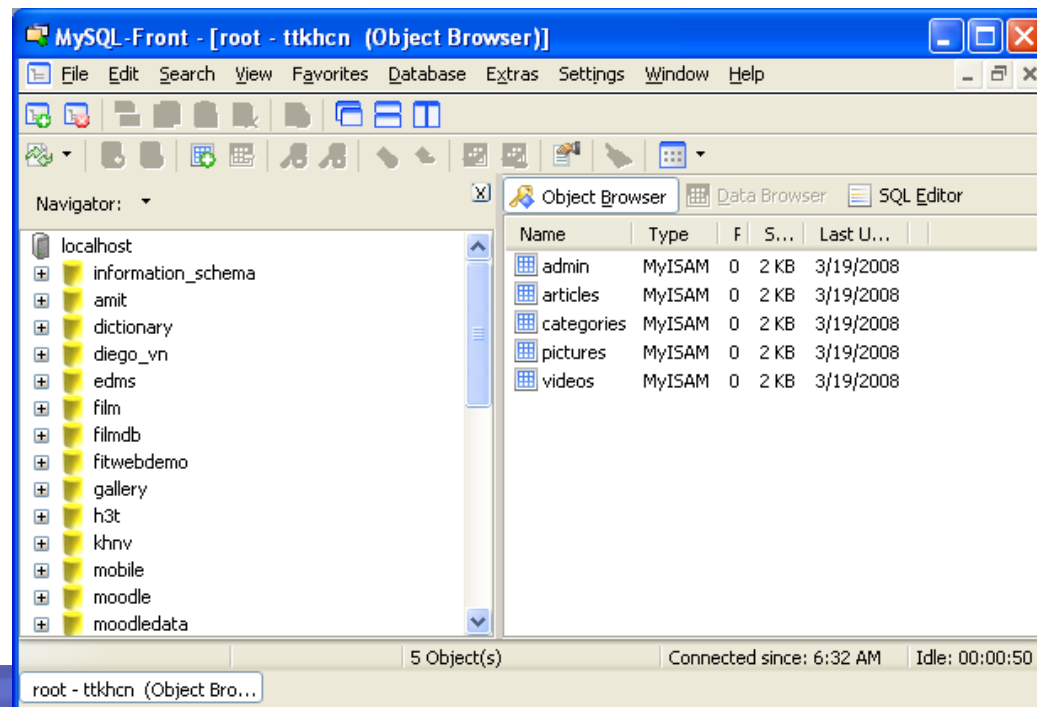 MySQL-Front - [root - ttkhcn (Object Browser)]
File Edit Search View Favorites Database Extras Settings Window Help
Navigator:
localhost
information_schema
amit
dictionary
diego_vn
edms
film
filmdb
fitwebdemo
gallery
h3t
khnv
mobile
moodle
moodledata
Object Browser Data Browser SQL Editor
Name Type F S... Last U...
admin MyISAM 0 2 KB 3/19/2008
articles MyISAM 0 2 KB 3/19/2008
categories MyISAM 0 2 KB 3/19/2008
pictures MyISAM 0 2 KB 3/19/2008
videos MyISAM 0 2 KB 3/19/2008
5 Object(s) Connected since: 6:32 AM Idle: 00:00:50
root - ttkhcn (Object Bro...